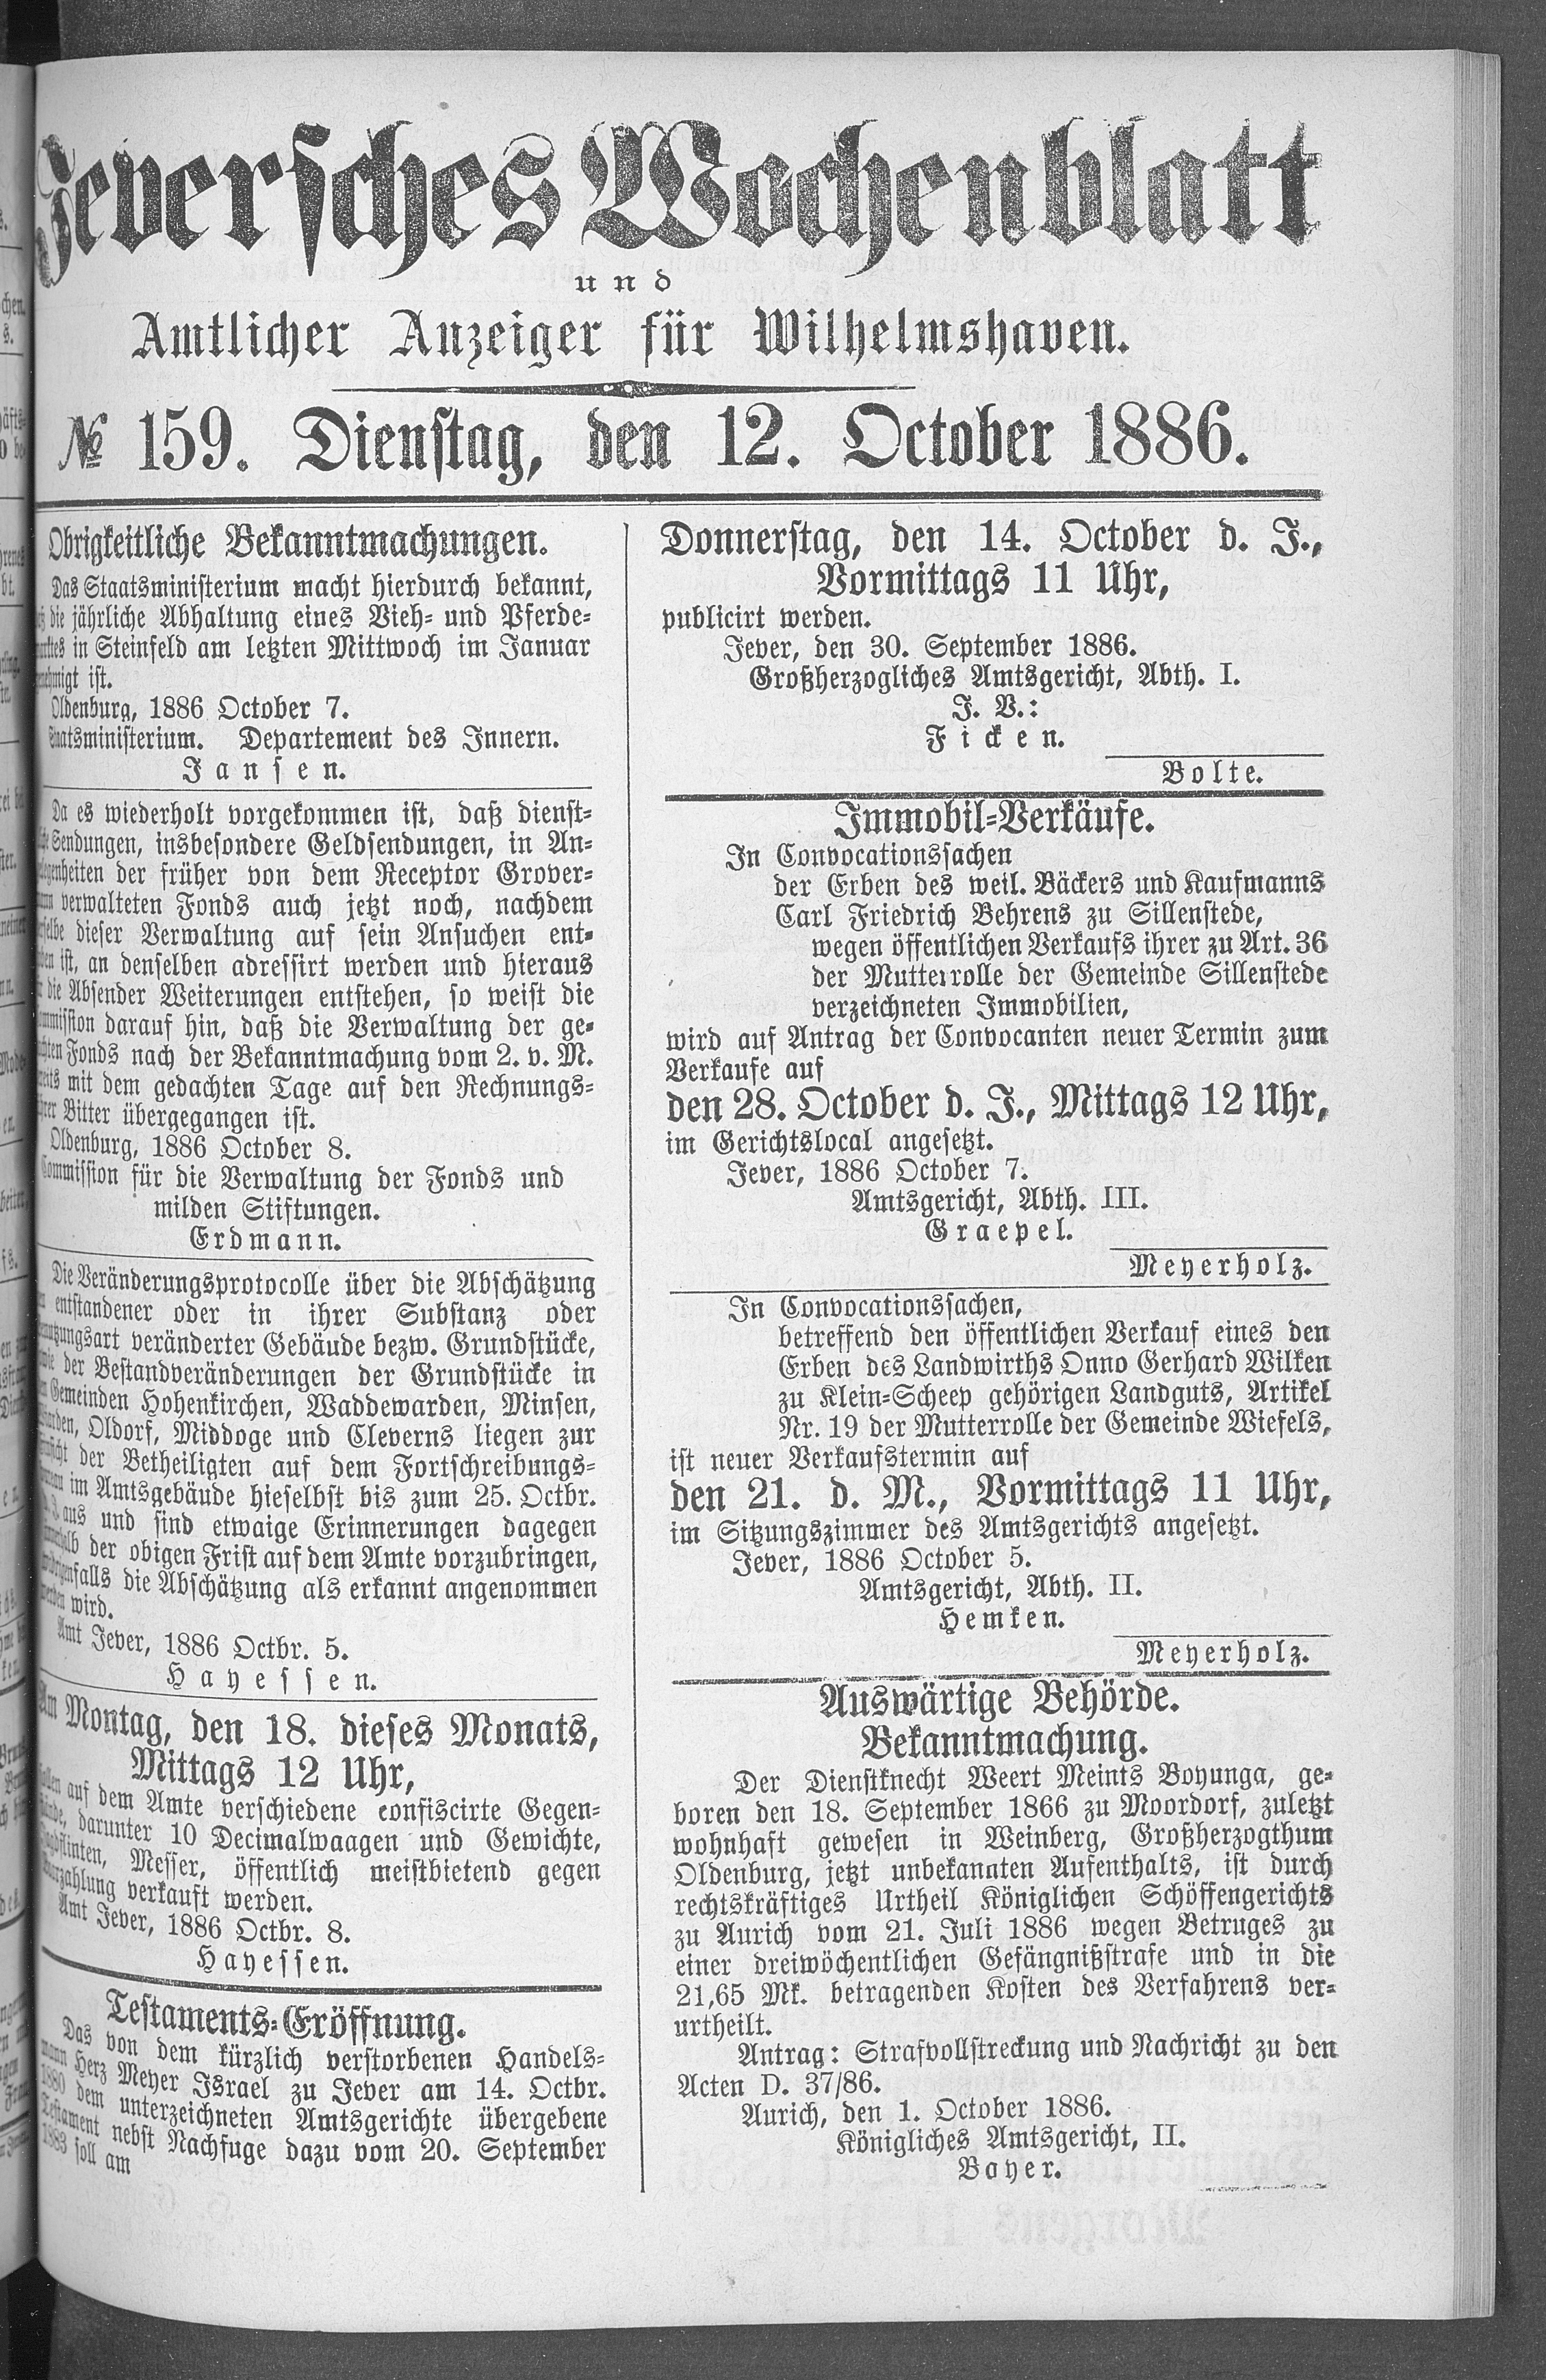 Jeversches Wochenblatt
und
Amtlicher Anzeiger für Wilhelmshaven.
№ 159. Dienstag, den 12. October 1886.
Obrigkeitliche Bekanntmachungen.
Das Staatsministerium macht hierdurch bekannt,
die jährliche Abhaltung eines Vieh- und Pferde-
in Steinfeld am letzten Mittwoch im Januar
ist.
Oldenburg, 1886 October 7.
Staatsministerium. Departement des Innern.
Jansen.
Da es wiederholt vorgekommen ist, daß dienst-
Sendungen, insbesondere Geldsendungen, in An-
der früher von dem Receptor Grover-
verwalteten Fonds auch jetzt noch, nachdem
dieser Verwaltung auf sein Ansuchen ent-
ist, an denselben adressirt werden und hieraus
die Absender Weiterungen entstehen, so weist die
darauf hin, daß die Verwaltung der ge-
Fonds nach der Bekanntmachung vom 2. v. M.
mit dem gedachten Tage auf den Rechnungs-
Bitter übergegangen ist.
Oldenburg, 1886 October 8.
Commission für die Verwaltung der Fonds und
milden Stiftungen.
Erdmann.
Die Veränderungsprotocolle über die Abschätzung
entstandener oder in ihrer Substanz oder
veränderter Gebäude bezw. Grundstücke,
der Bestandveränderungen der Grundstücke in
Gemeinden Hohenkirchen, Waddewarden, Minsen,
Oldorf, Middoge und Cleverns liegen zur
der Betheiligten auf dem Fortschreibungs-
im Amtsgebäude hieselbst bis zum 25. Octbr.
aus und sind etwaige Erinnerungen dagegen
der obigen Frist auf dem Amte vorzubringen,
die Abschätzung als erkannt angenommen
wird.
Amt Jever, 1886 Octbr. 5.
Hayessen.
Am Montag, den 18. dieses Monats,
Mittags 12 Uhr,
auf dem Amte verschiedene confiscirte Gegen-
darunter 10 Decimalwaagen und Gewichte,
Messer, öffentlich meistbietend gegen
verkauft werden.
Amt Jever, 1886 Octbr. 8.
Hayessen.
Testaments-Eröffnung.
Das von dem kürzlich verstorbenen Handels-
mann Herz Meyer Israel zu Jever am 14. Octbr.
1880 dem unterzeichneten Amtsgerichte übergebene
Testament nebst Nachfuge dazu vom 20. September
1883 soll am
Donnerstag, den 14. October d. J.,
Vormittags 11 Uhr,
publicirt werden.
Jever, den 30. September 1886.
Großherzogliches Amtsgericht, Abth. I.
J. V.:
Ficken.
Bolte.
Immobil-Verkäufe.
In Convocationssachen
der Erben des weil. Bäckers und Kaufmanns
Carl Friedrich Behrens zu Sillenstede,
wegen öffentlichen Verkaufs ihrer zu Art. 36
der Mutterrolle der Gemeinde Sillenstede
verzeichneten Immobilien,
wird auf Antrag der Convocanten neuer Termin zum
Verkaufe auf
den 28. October d. J., Mittags 12 Uhr,
im Gerichtslocal angesetzt.
Jever, 1886 October 7.
Amtsgericht, Abth. III.
Graepel.
Meyerholz.
In Convocationssachen,
betreffend den öffentlichen Verkauf eines den
Erben des Landwirths Onno Gerhard Wilken
zu Klein-Scheep gehörigen Landguts, Artikel
Nr. 19 der Mutterrolle der Gemeinde Wiefels,
ist neuer Verkaufstermin auf
den 21. d. M., Vormittags 11 Uhr,
im Sitzungszimmer des Amtsgerichts angesetzt.
Jever, 1886 October 5.
Amtsgericht, Abth. II.
Hemken.
Meyerholz.
Auswärtige Behörde.
Bekanntmachung.
Der Dienstknecht Weert Meints Boyunga, ge-
boren den 18. September 1866 zu Moordorf, zuletzt
wohnhaft gewesen in Weinberg, Großherzogthum
Oldenburg, jetzt unbekannten Aufenthalts, ist durch
rechtskräftiges Urtheil Königlichen Schöffengerichts
zu Aurich vom 21. Juli 1886 wegen Betruges zu
einer dreiwöchentlichen Gefängnißstrafe und in die
21,65 Mk. betragenden Kosten des Verfahrens ver-
urtheilt.
Antrag: Strafvollstreckung und Nachricht zu den
Acten D. 37/86.
Aurich, den 1. October 1886.
Königliches Amtsgericht, II.
Bayer.